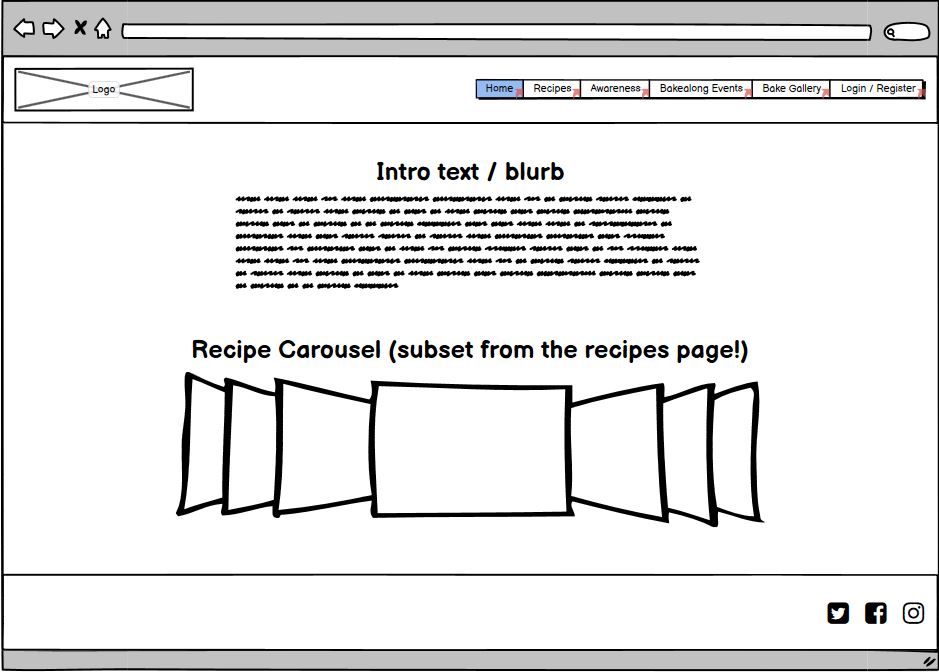 Logo
Home Recipes Awareness Bakealong Events Bake Gallery Login / Register
Intro text / blurb
Recipe Carousel (subset from the recipes page!)